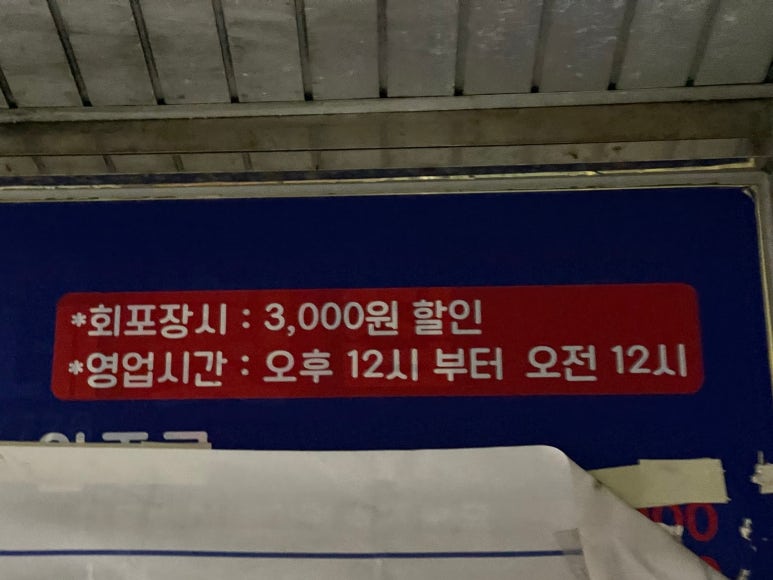 *회포장시 : 3,000원 할인
*영업시간 : 오후 12시 부터 오전 12시
00